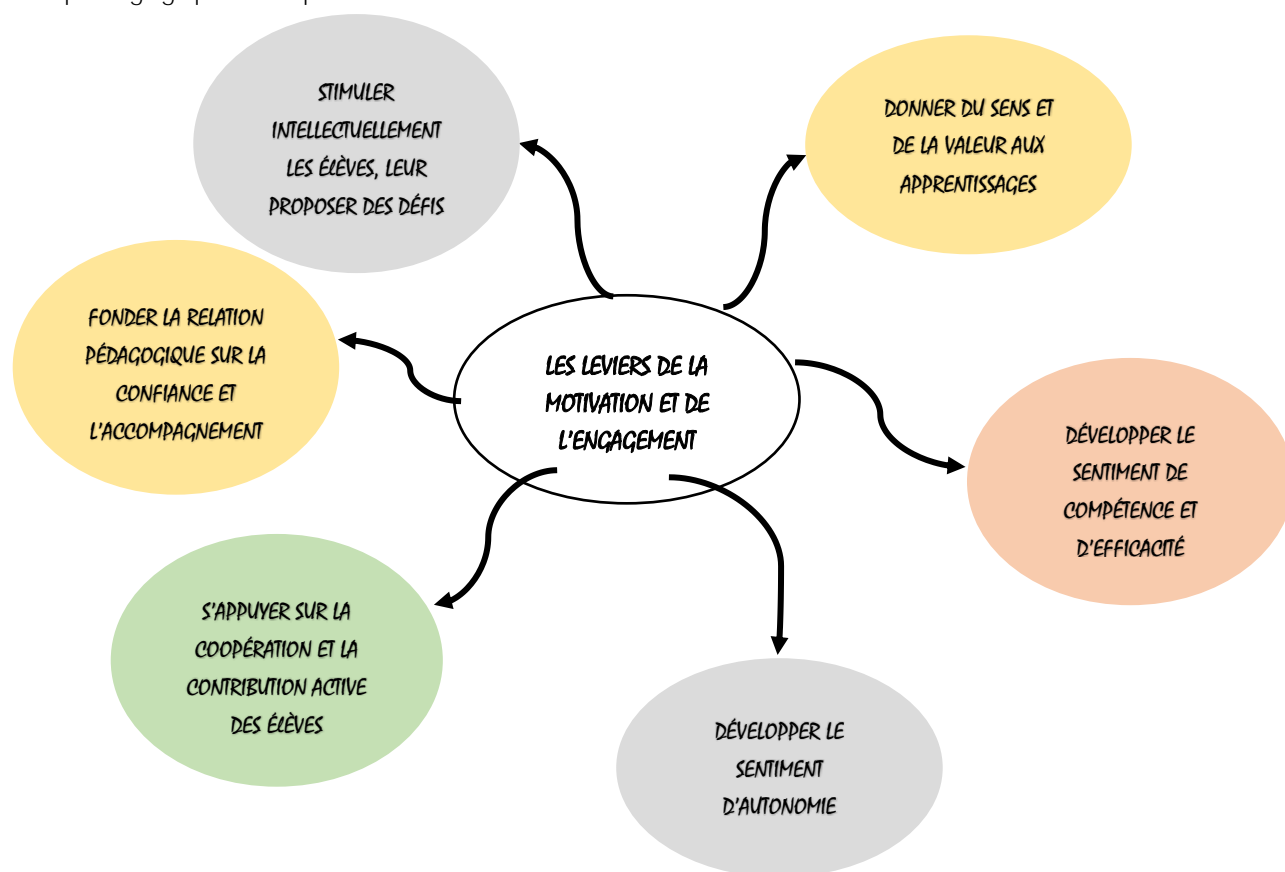 STIMULER
INTELLECTUELLEMENT
LES ÉLÈVES, LEUR
PROPOSER DES DÉFIS
DONNER DU SENS ET
DE LA VALEUR AUX
APPRENTISSAGES
FONDER LA RELATION
PÉDAGOGIQUE SUR LA
CONFIANCE ET
L'ACCOMPAGNEMENT
LES LEVIERS DE LA
MOTIVATION ET DE
L'ENGAGEMENT
DÉVELOPPER LE
SENTIMENT DE
COMPÉTENCE ET
D'EFFICACITÉ
S'APPUYER SUR LA
COOPÉRATION ET LA
CONTRIBUTION ACTIVE
DES ÉLÈVES
DÉVELOPPER LE
SENTIMENT
D'AUTONOMIE